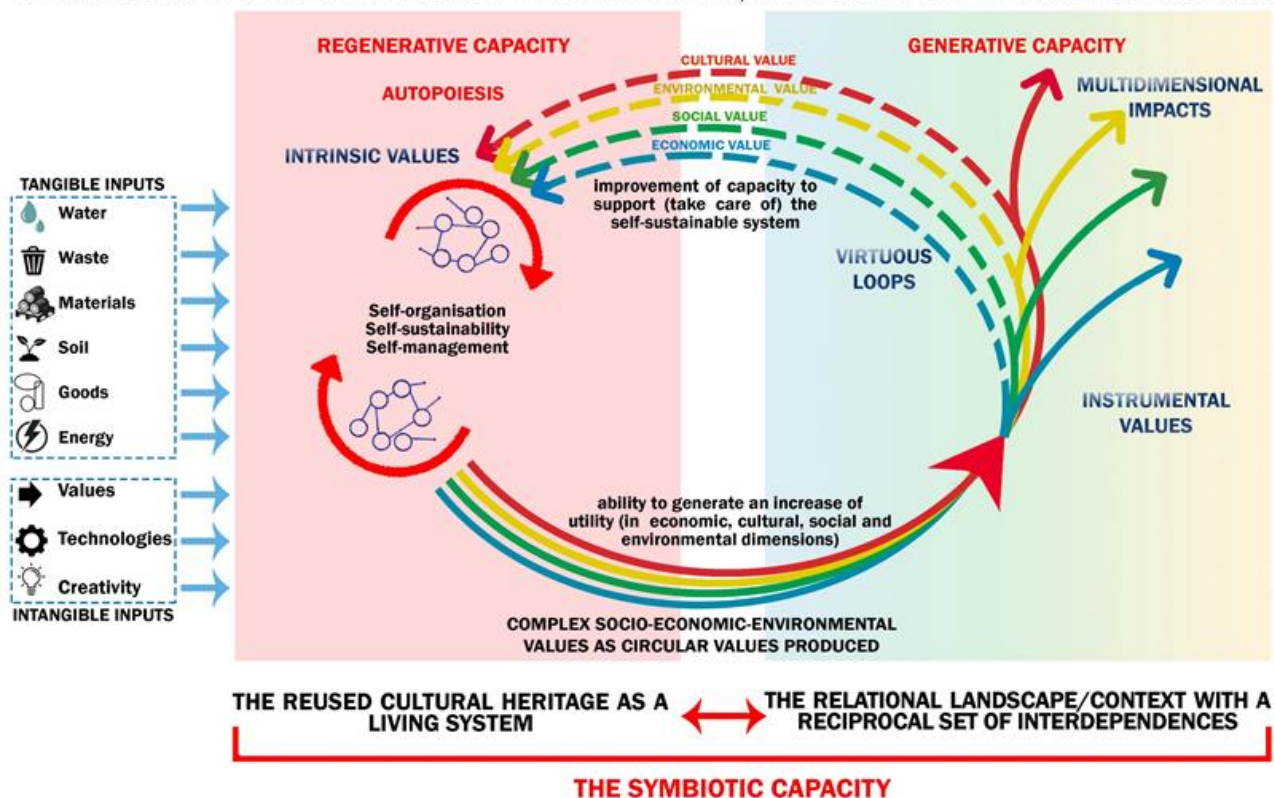 REGENERATIVE CAPACITY
GENERATIVE CAPACITY
CULTURAL VALUE
AUTOPOIESIS
ENVIRONMENTAL VALUE
MULTIDIMENSIONAL
IMPACTS
SOCIAL VALUE
INTRINSIC VALUES
ECONOMIC VALUE
TANGIBLE INPUTS
Water
Waste
Materials
Soil
Goods
Energy
Values
Technologies
Creativity
INTANGIBLE INPUTS
improvement of capacity to
support (take care of) the
self-sustainable system
VIRTUOUS
LOOPS
Self-organisation
Self-sustainability
Self-management
INSTRUMENTAL
VALUES
ability to generate an increase of
utility (in economic, cultural, social and
environmental dimensions)
COMPLEX SOCIO-ECONOMIC-ENVIRONMENTAL
VALUES AS CIRCULAR VALUES PRODUCED
THE REUSED CULTURAL HERITAGE AS A
LIVING SYSTEM
THE RELATIONAL LANDSCAPE/CONTEXT WITH A
RECIPROCAL SET OF INTERDEPENDENCES
THE SYMBIOTIC CAPACITY